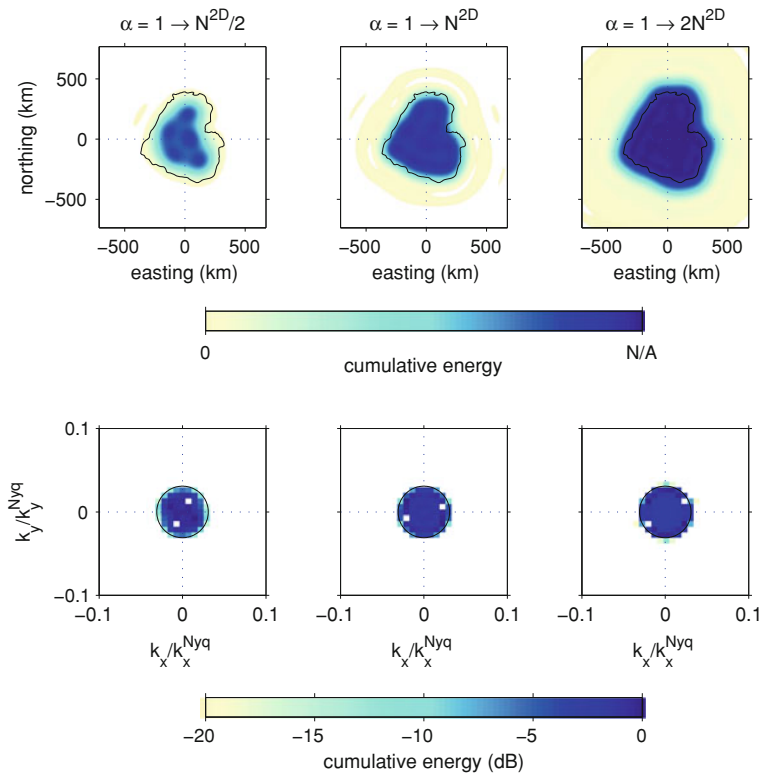 α = 1 → N^2D/2 α = 1 → N^2D α = 1 → 2N^2D
northing (km)
500
0
−500
−500 0 500 −500 0 500 −500 0 500
easting (km) easting (km) easting (km)
0 N/A
cumulative energy
k_y/k_y^Nyq
0.1
0
−0.1
−0.1 0 0.1 −0.1 0 0.1 −0.1 0 0.1
k_x/k_x^Nyq k_x/k_x^Nyq k_x/k_x^Nyq
−20 −15 −10 −5 0
cumulative energy (dB)